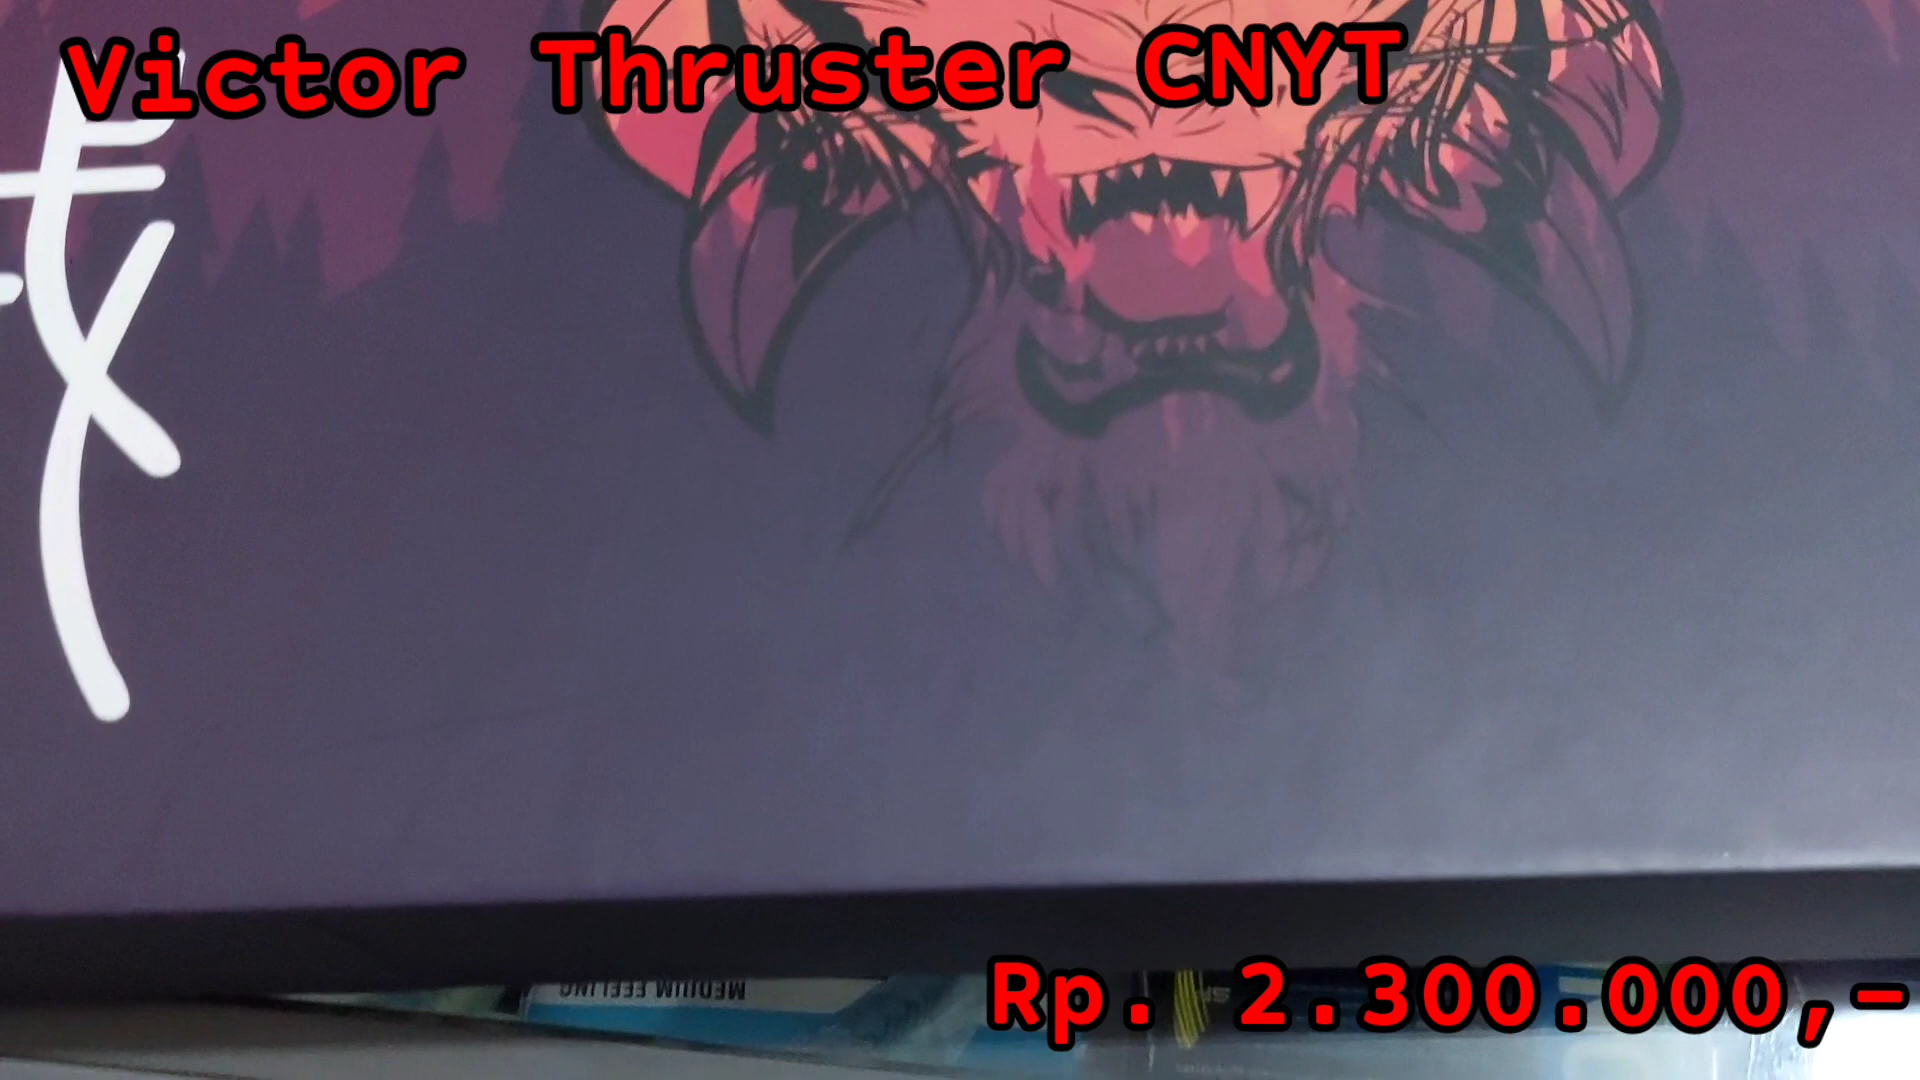 Victor Thruster CNYT
MEDIUM FEELING
Rp. 2.300.000,-